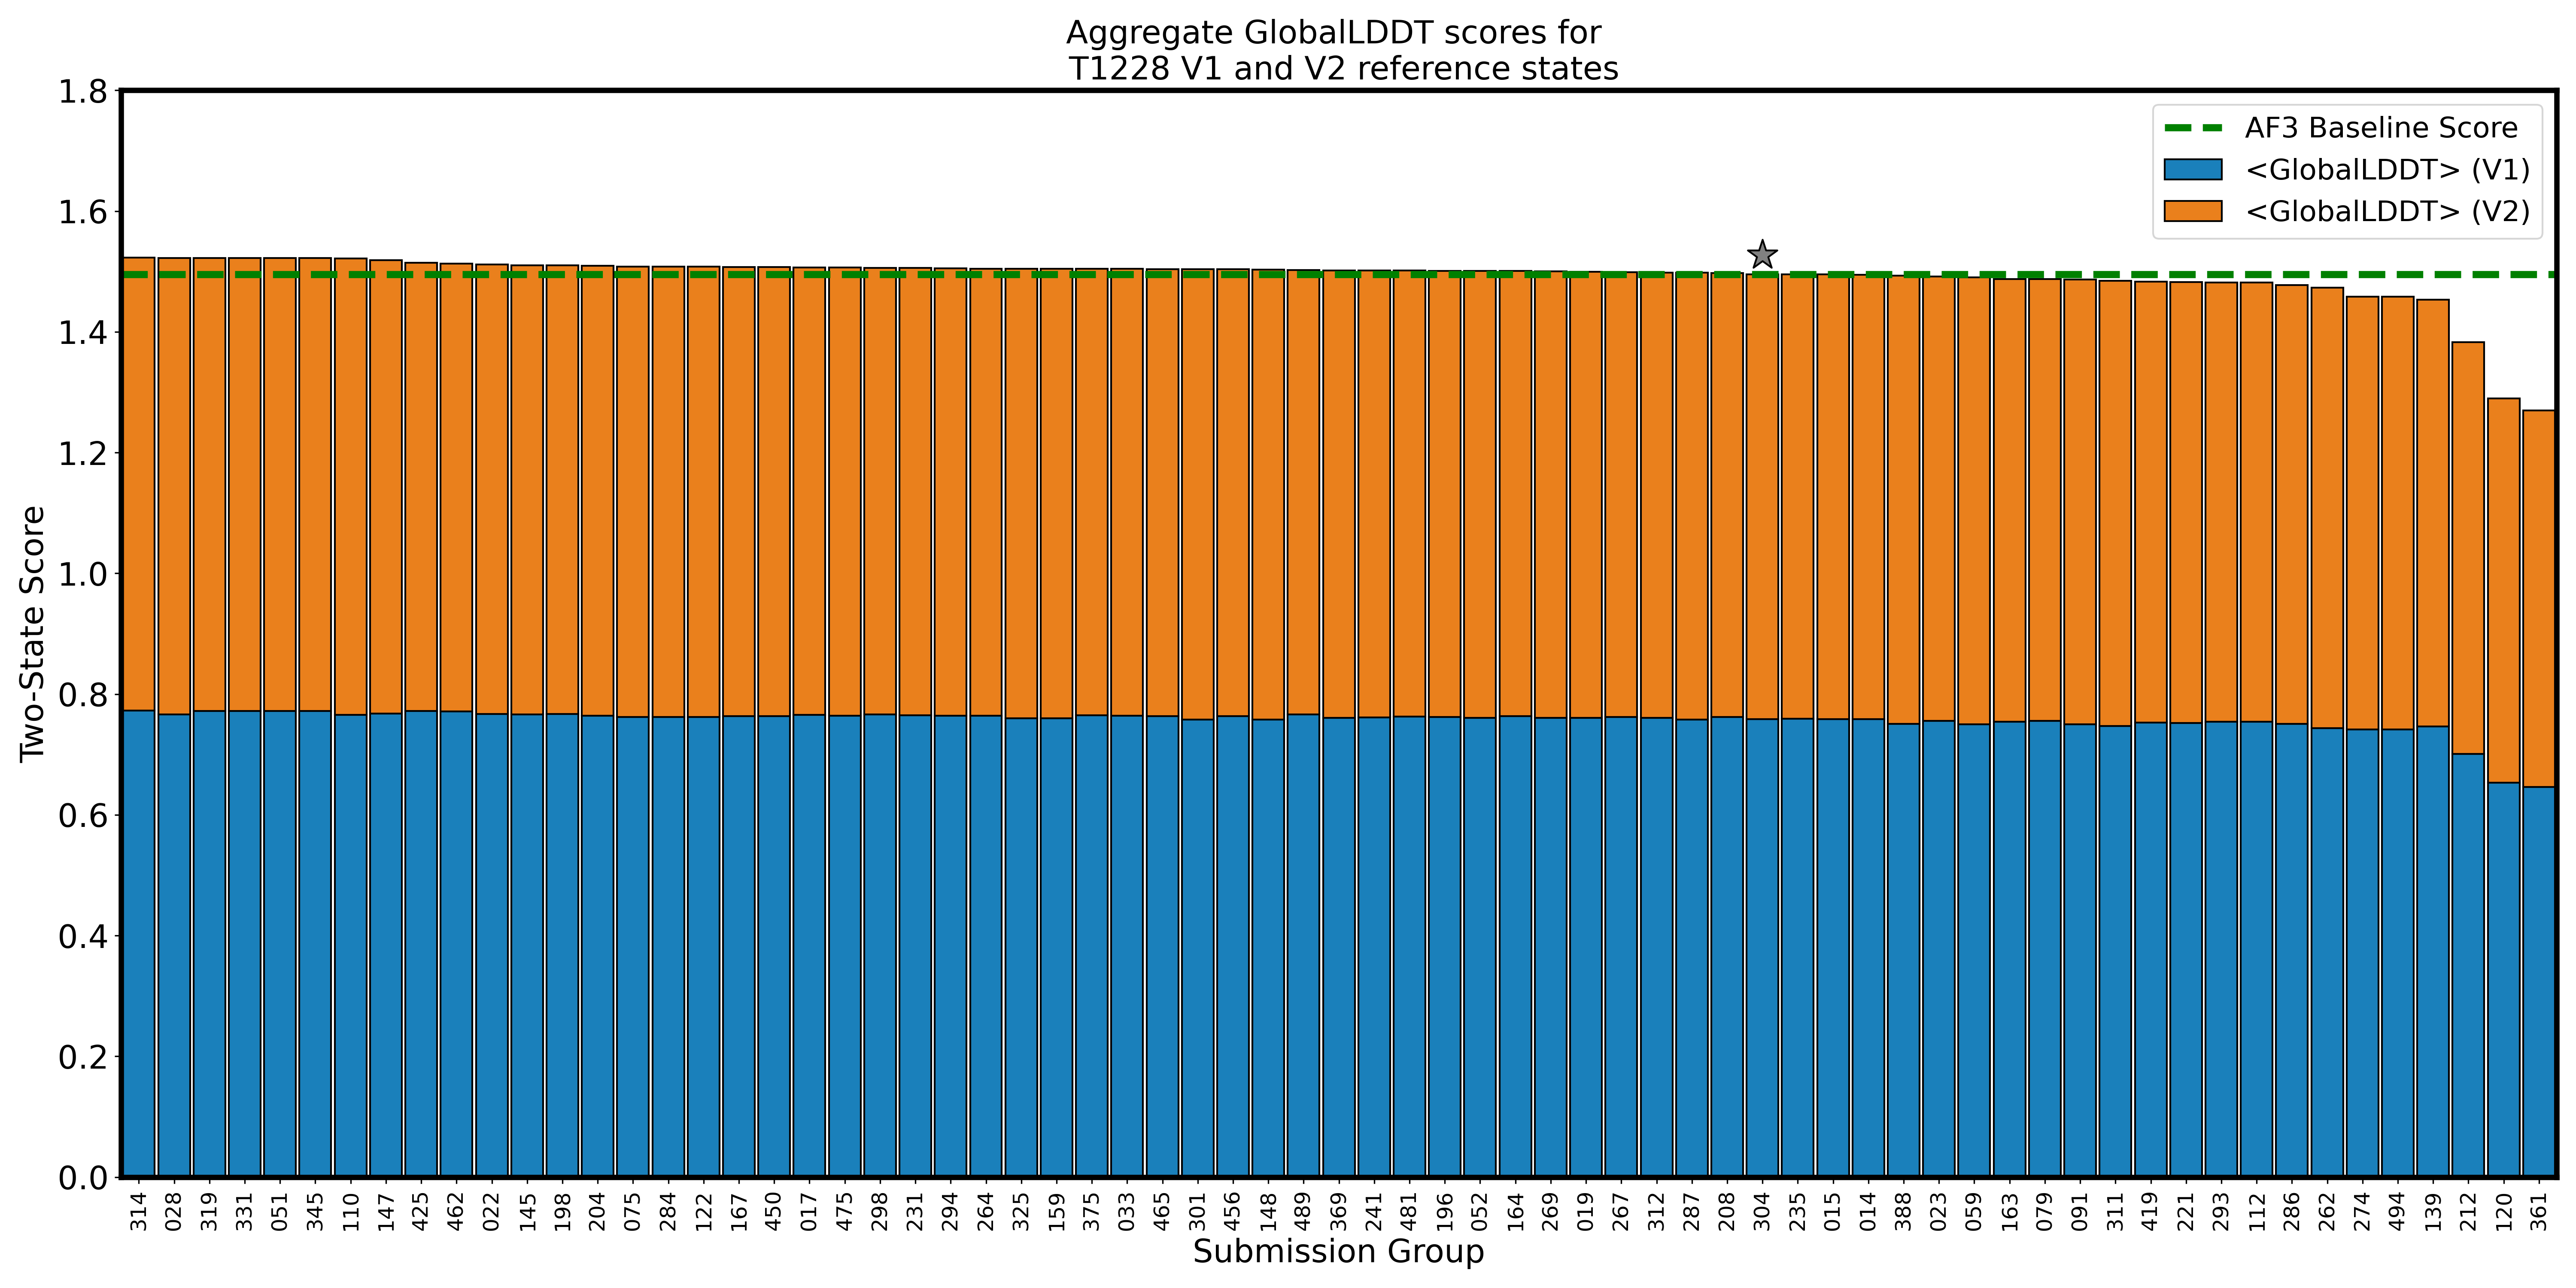 Aggregate GlobalLDDT scores for
T1228 V1 and V2 reference states
AF3 Baseline Score
<GlobalLDDT> (V1)
<GlobalLDDT> (V2)
Two-State Score
1.8
1.6
1.4
1.2
1.0
0.8
0.6
0.4
0.2
0.0
314 028 319 331 051 345 110 147 425 462 022 145 198 204 075 284 122 167 450 017 475 298 231 294 264 325 159 375 033 465 301 456 148 489 369 241 481 196 052 164 269 019 267 312 287 208 304 235 015 014 388 023 059 163 079 091 311 419 221 293 112 286 262 274 494 139 212 120 361
Submission Group